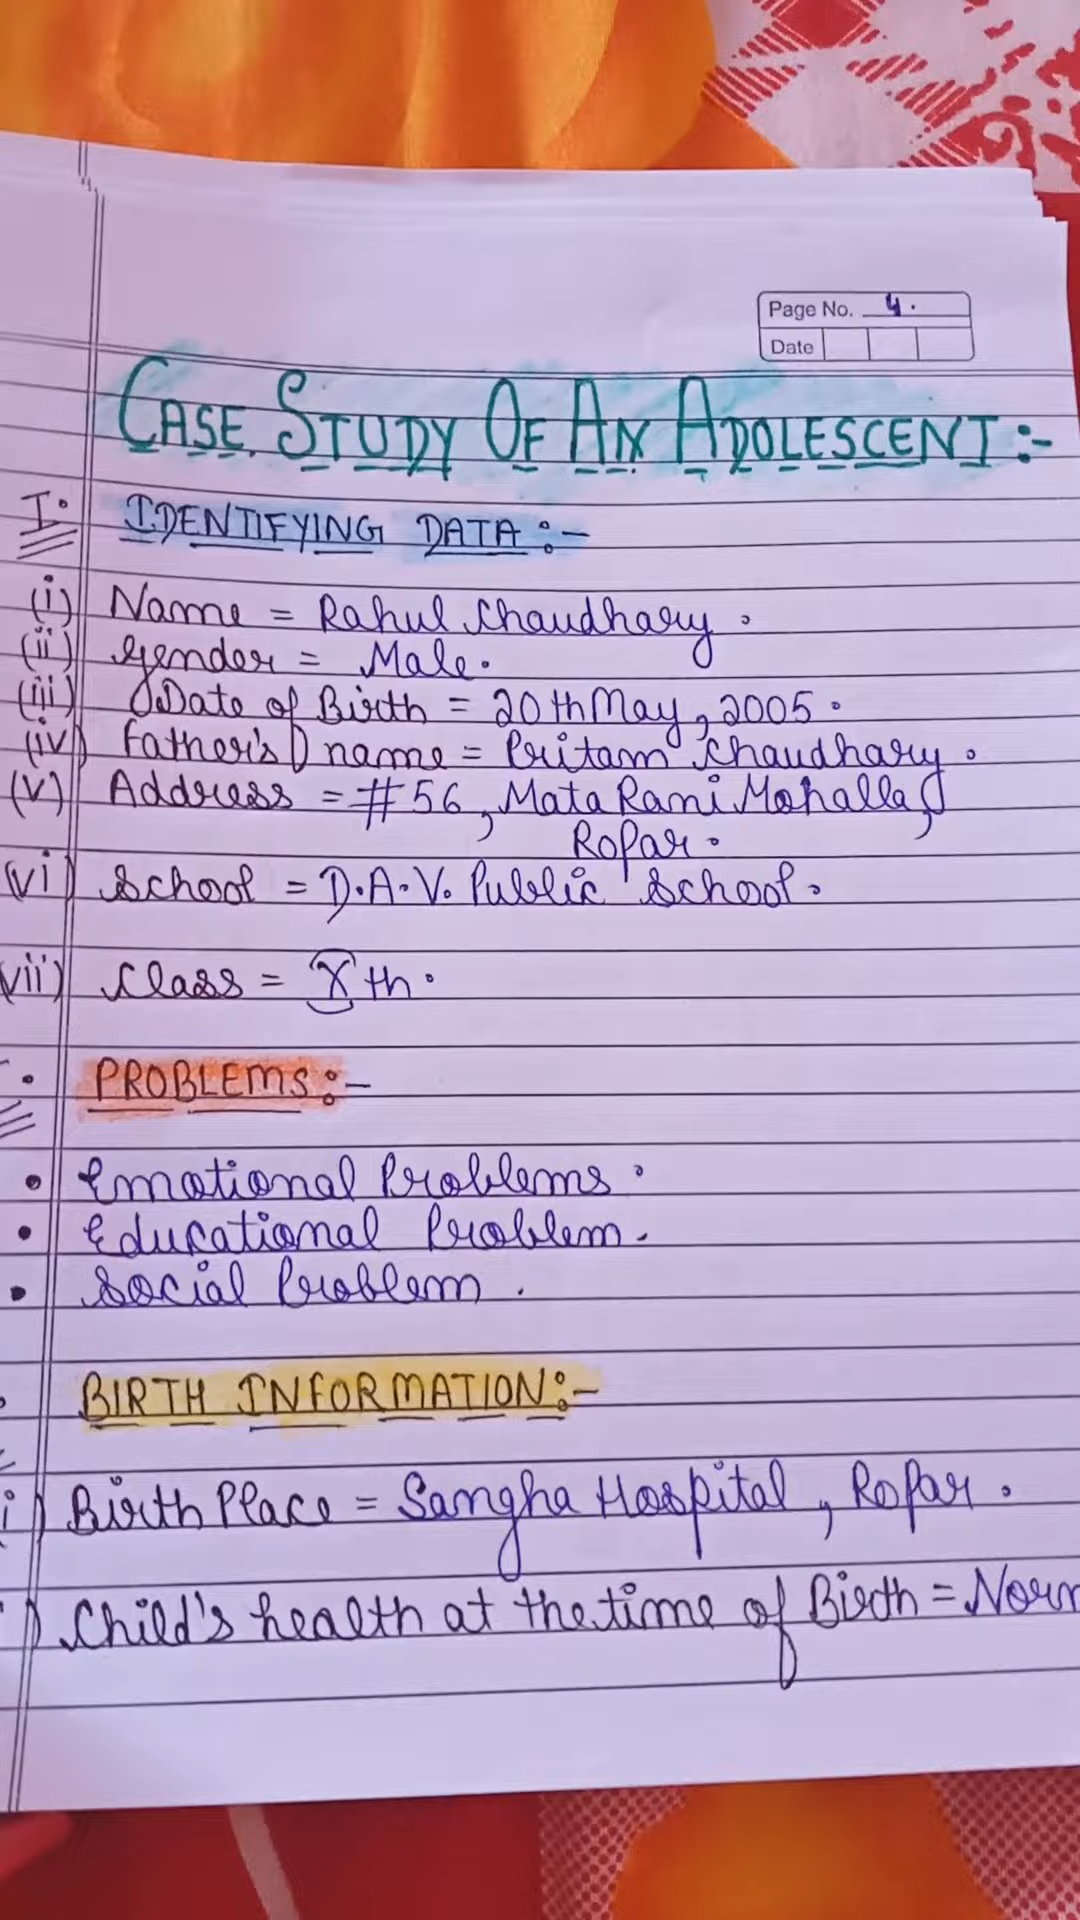 Page No. 4.
Date
CASE STUDY OF AN ADOLESCENT :-
I. IDENTIFYING DATA :-
(i) Name = Rahul Chaudhary.
(ii) Gender = Male.
(iii) Date of Birth = 20th May, 2005.
(iv) Father's name = Pritam Chaudhary.
(v) Address = #56, Mata Rani Mohalla,
Ropar.
(vi) School = D.A.V. Public School.
vii) Class = Xth.
PROBLEMS :-
• Emotional Problems.
• Educational Problem.
• Social Problem.
BIRTH INFORMATION :-
i) Birth Place = Sangha Hospital, Ropar.
) Child's health at the time of Birth = Norm